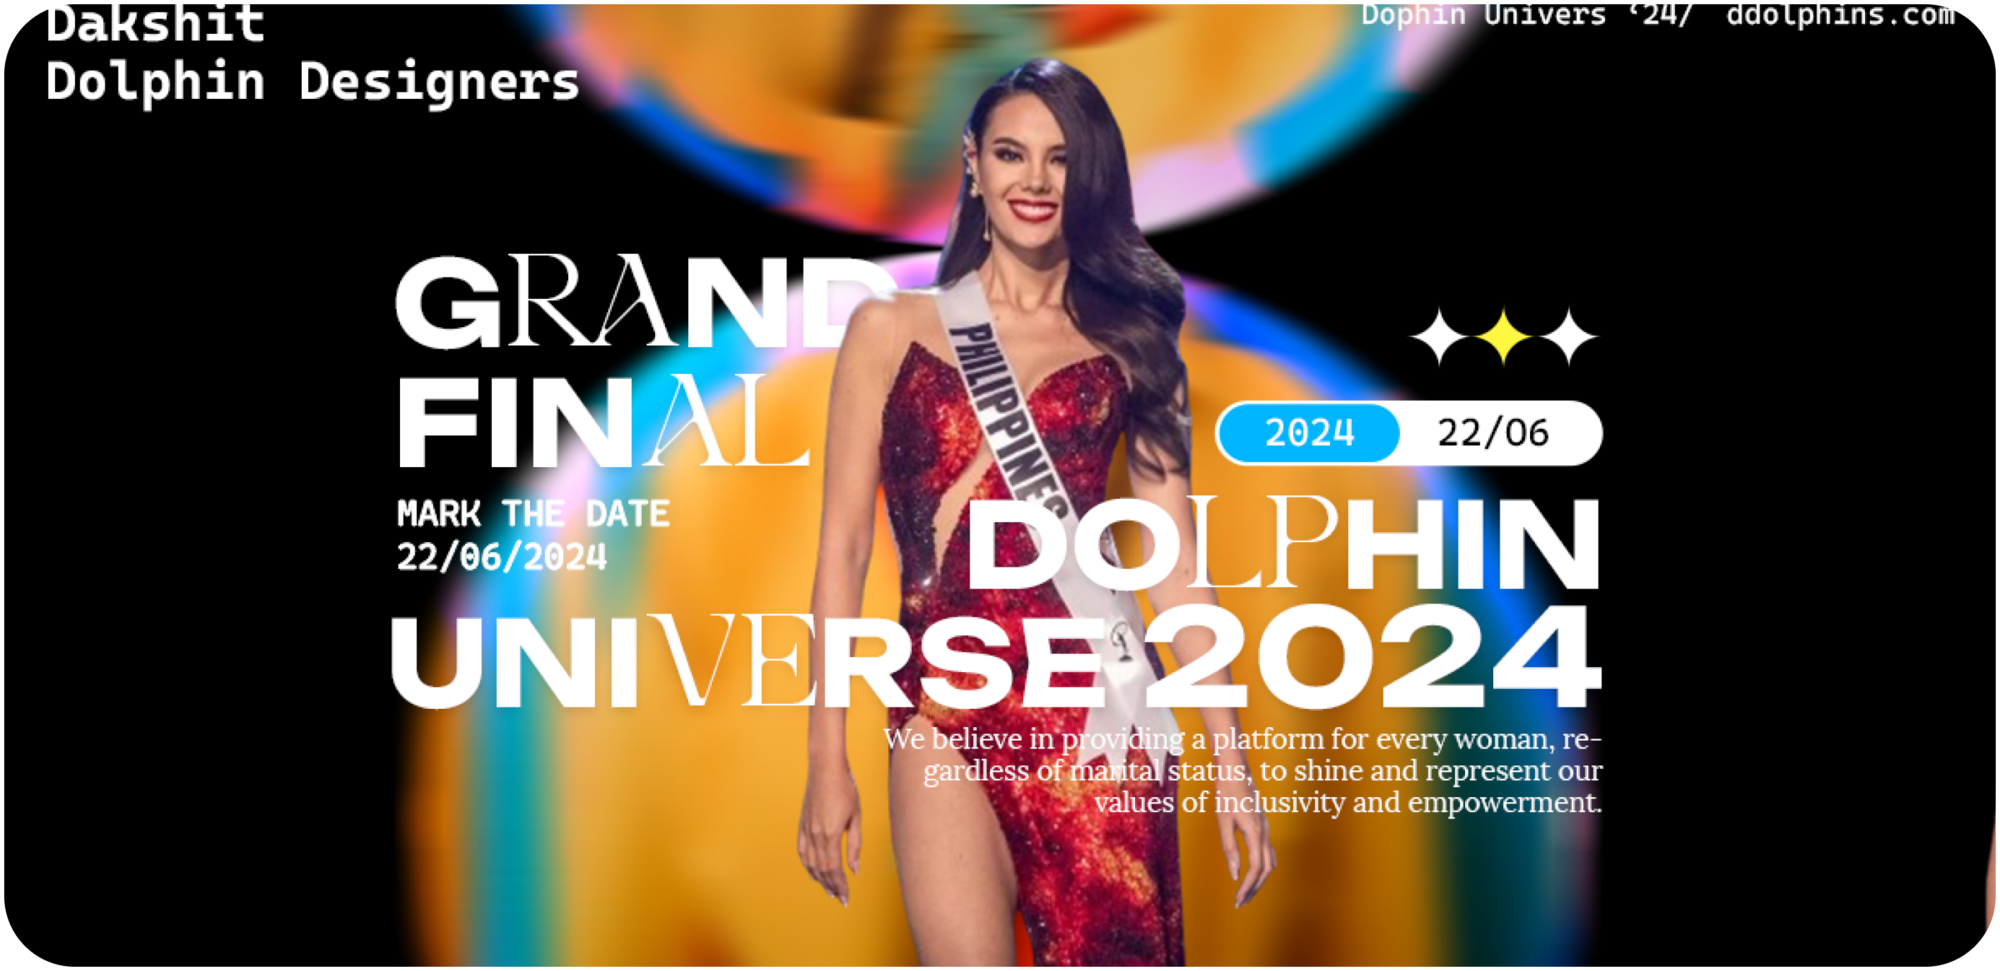 Dakshit
Dolphin Designers
Dophin Univers ‘24/ ddolphins.com
GRAND
FINAL
MARK THE DATE
22/06/2024
PHILIPPINES
2024 22/06
DOLPHIN
UNIVERSE 2024
We believe in providing a platform for every woman, re-
gardless of marital status, to shine and represent our
values of inclusivity and empowerment.